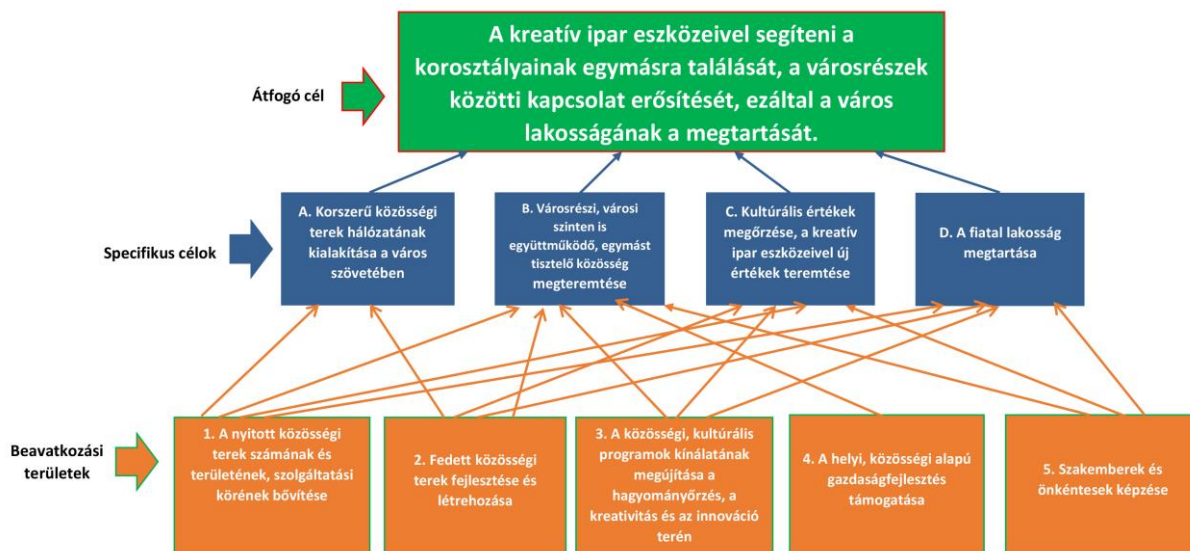 A kreatív ipar eszközeivel segíteni a
korosztályainak egymásra találását, a városrészek
közötti kapcsolat erősítését, ezáltal a város
lakosságának a megtartását.
Átfogó cél
A. Korszerű közösségi
terek hálózatának
kialakítása a város
szövetében
B. Városrészi, városi
szinten is
együttműködő, egymást
tisztelő közösség
megteremtése
C. Kultúrális értékek
megőrzése, a kreatív
ipar eszközeivel új
értékek teremtése
D. A fiatal lakosság
megtartása
Specifikus célok
Beavatkozási
területek
1. A nyitott közösségi
terek számának és
területének, szolgáltatási
körének bővítése
2. Fedett közösségi
terek fejlesztése és
létrehozása
3. A közösségi, kultúrális
programok kínálatának
megújítása a
hagyományőrzés, a
kreativitás és az innováció
terén
4. A helyi, közösségi alapú
gazdaságfejlesztés
támogatása
5. Szakemberek és
önkéntesek képzése